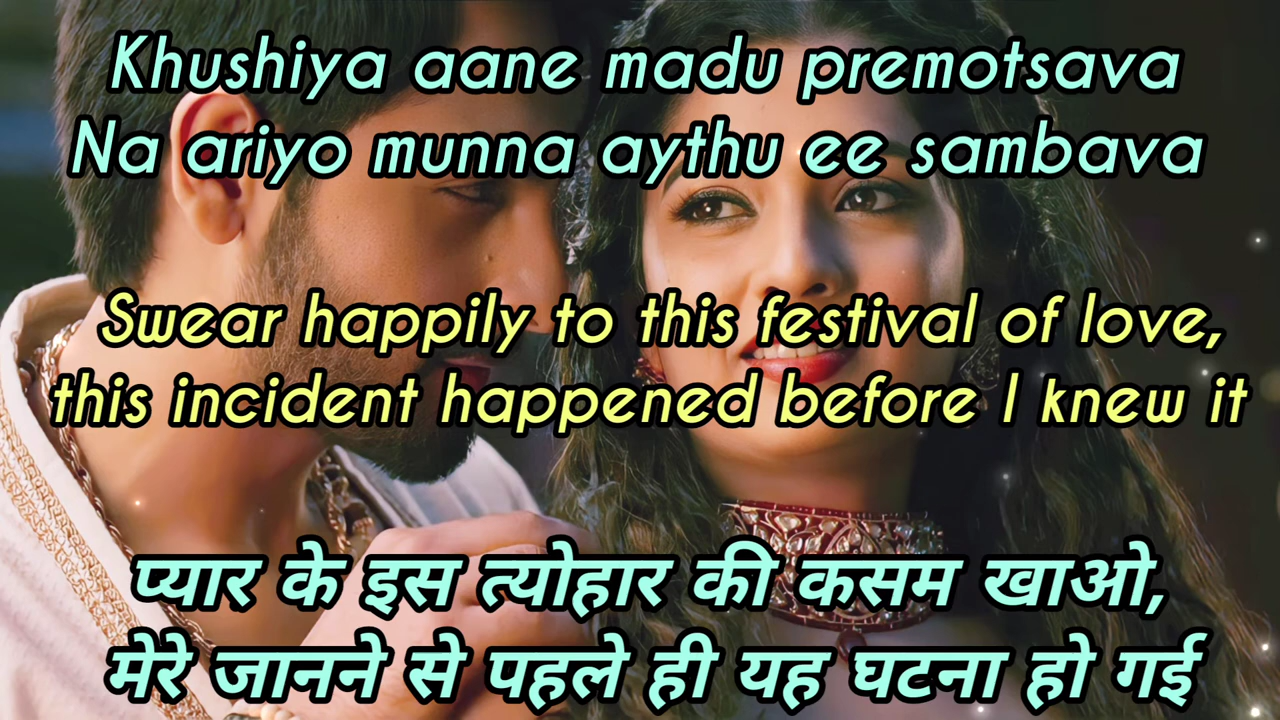 Khushiya aane madu premotsava
Na ariyo munna aythu ee sambava
Swear happily to this festival of love,
this incident happened before I knew it
प्यार के इस त्योहार की कसम खाओ,
मेरे जानने से पहले ही यह घटना हो गई